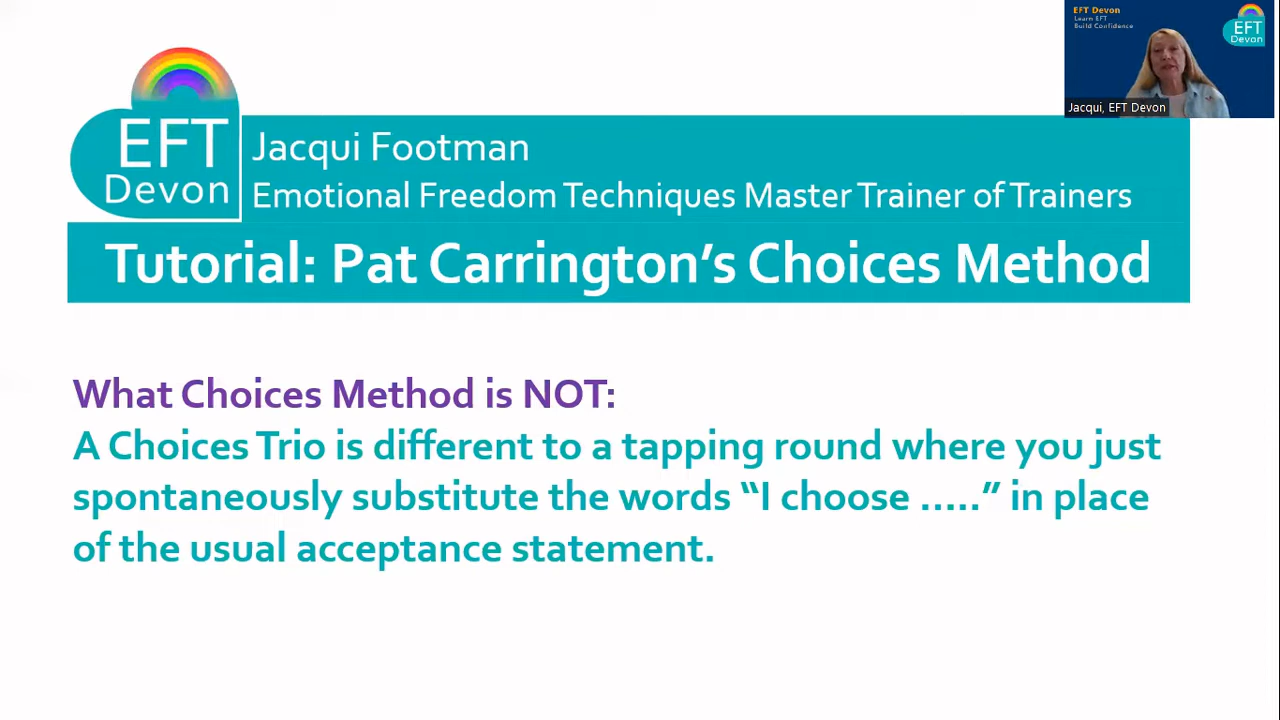 EFT Devon
Learn EFT
Build Confidence
EFT
Devon
Jacqui, EFT Devon
EFT
Devon
Jacqui Footman
Emotional Freedom Techniques Master Trainer of Trainers
Tutorial: Pat Carrington’s Choices Method
What Choices Method is NOT:
A Choices Trio is different to a tapping round where you just
spontaneously substitute the words “I choose .....” in place
of the usual acceptance statement.